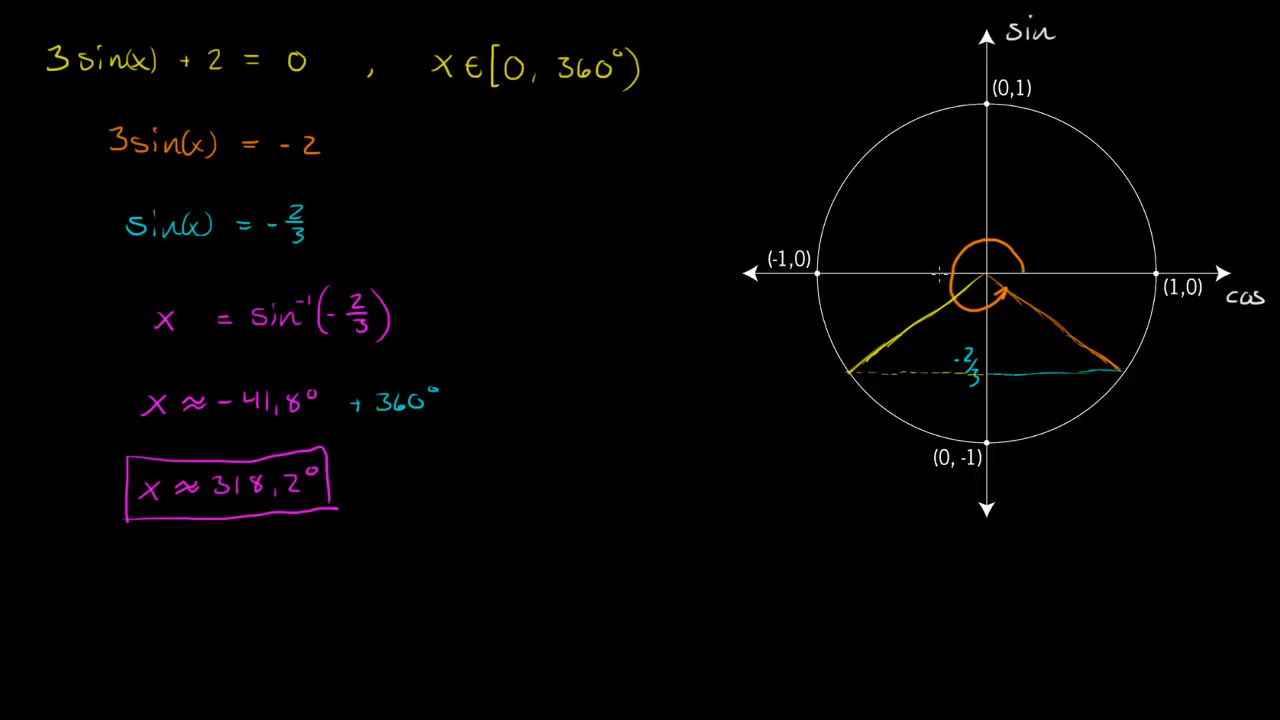 3sin(x) + 2 = 0 , x ∈ [0, 360°)
3sin(x) = -2
sin(x) = -2/3
x = sin⁻¹(-2/3)
x ≈ -41,8° + 360°
x ≈ 318,2°
sin
(0,1)
(-1,0)
(1,0)
cos
-2/3
(0, -1)